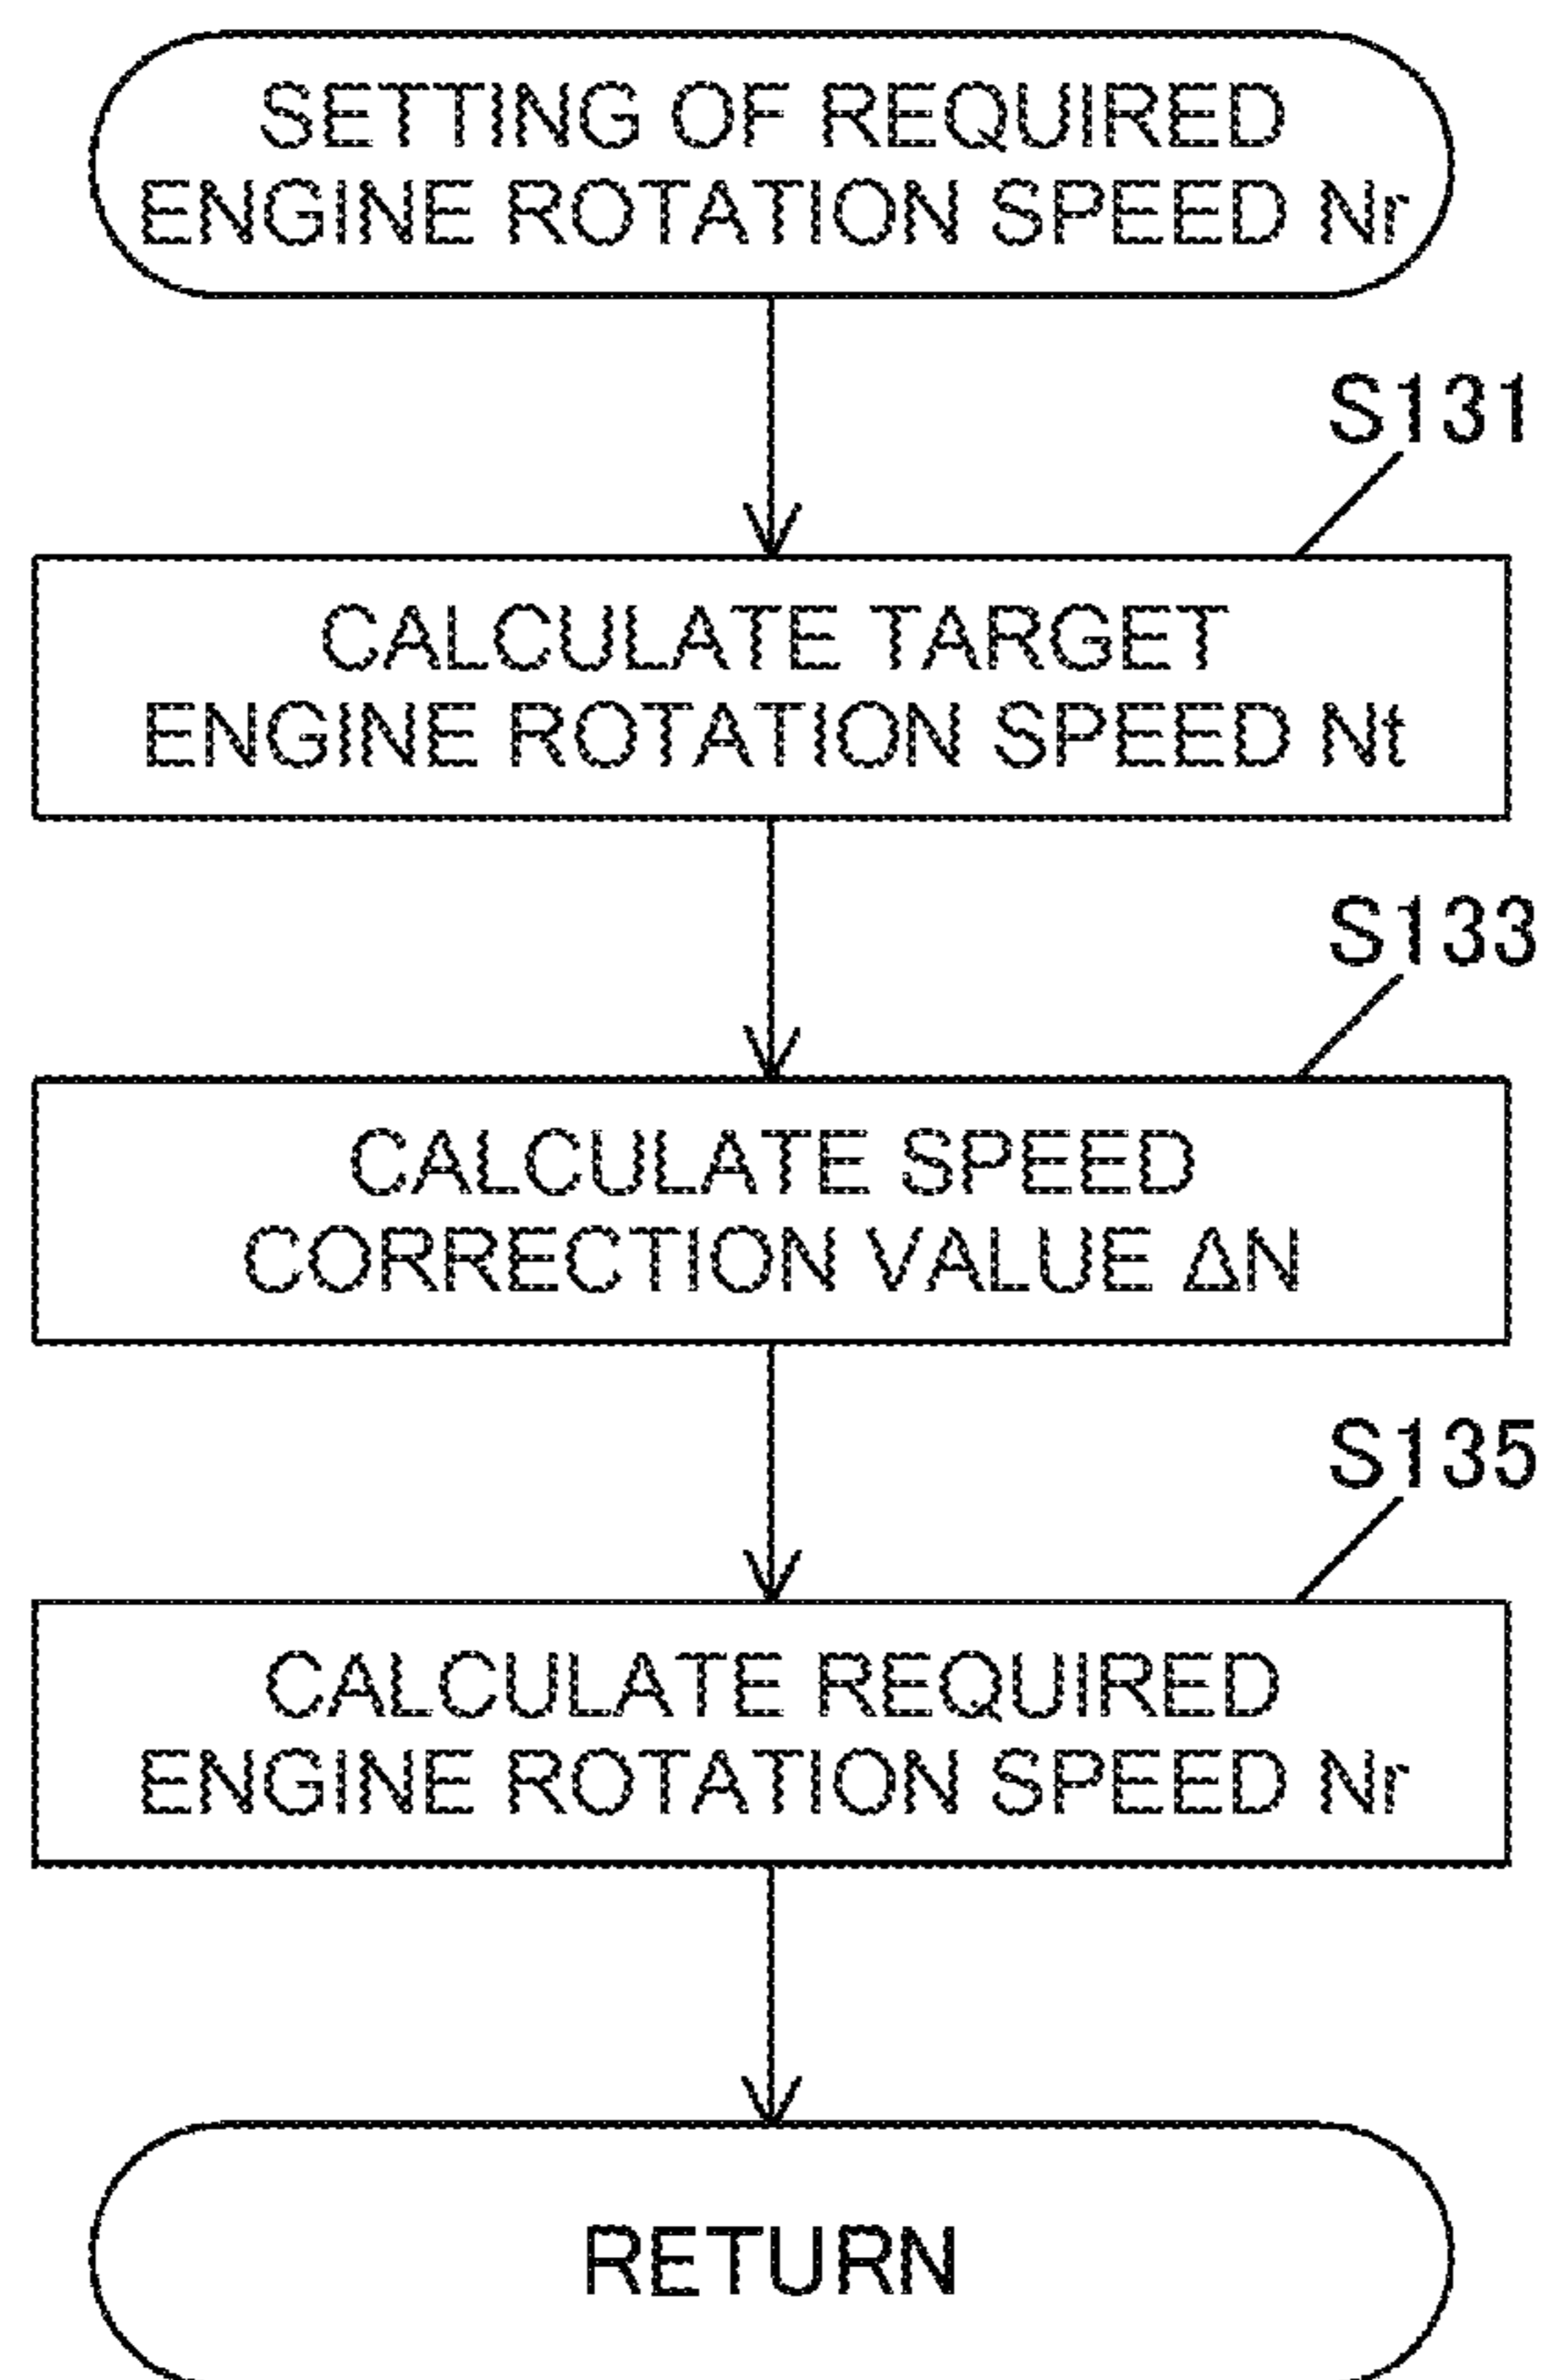 SETTING OF REQUIRED
ENGINE ROTATION SPEED Nr
S131
CALCULATE TARGET
ENGINE ROTATION SPEED Nt
S133
CALCULATE SPEED
CORRECTION VALUE ΔN
S135
CALCULATE REQUIRED
ENGINE ROTATION SPEED Nr
RETURN